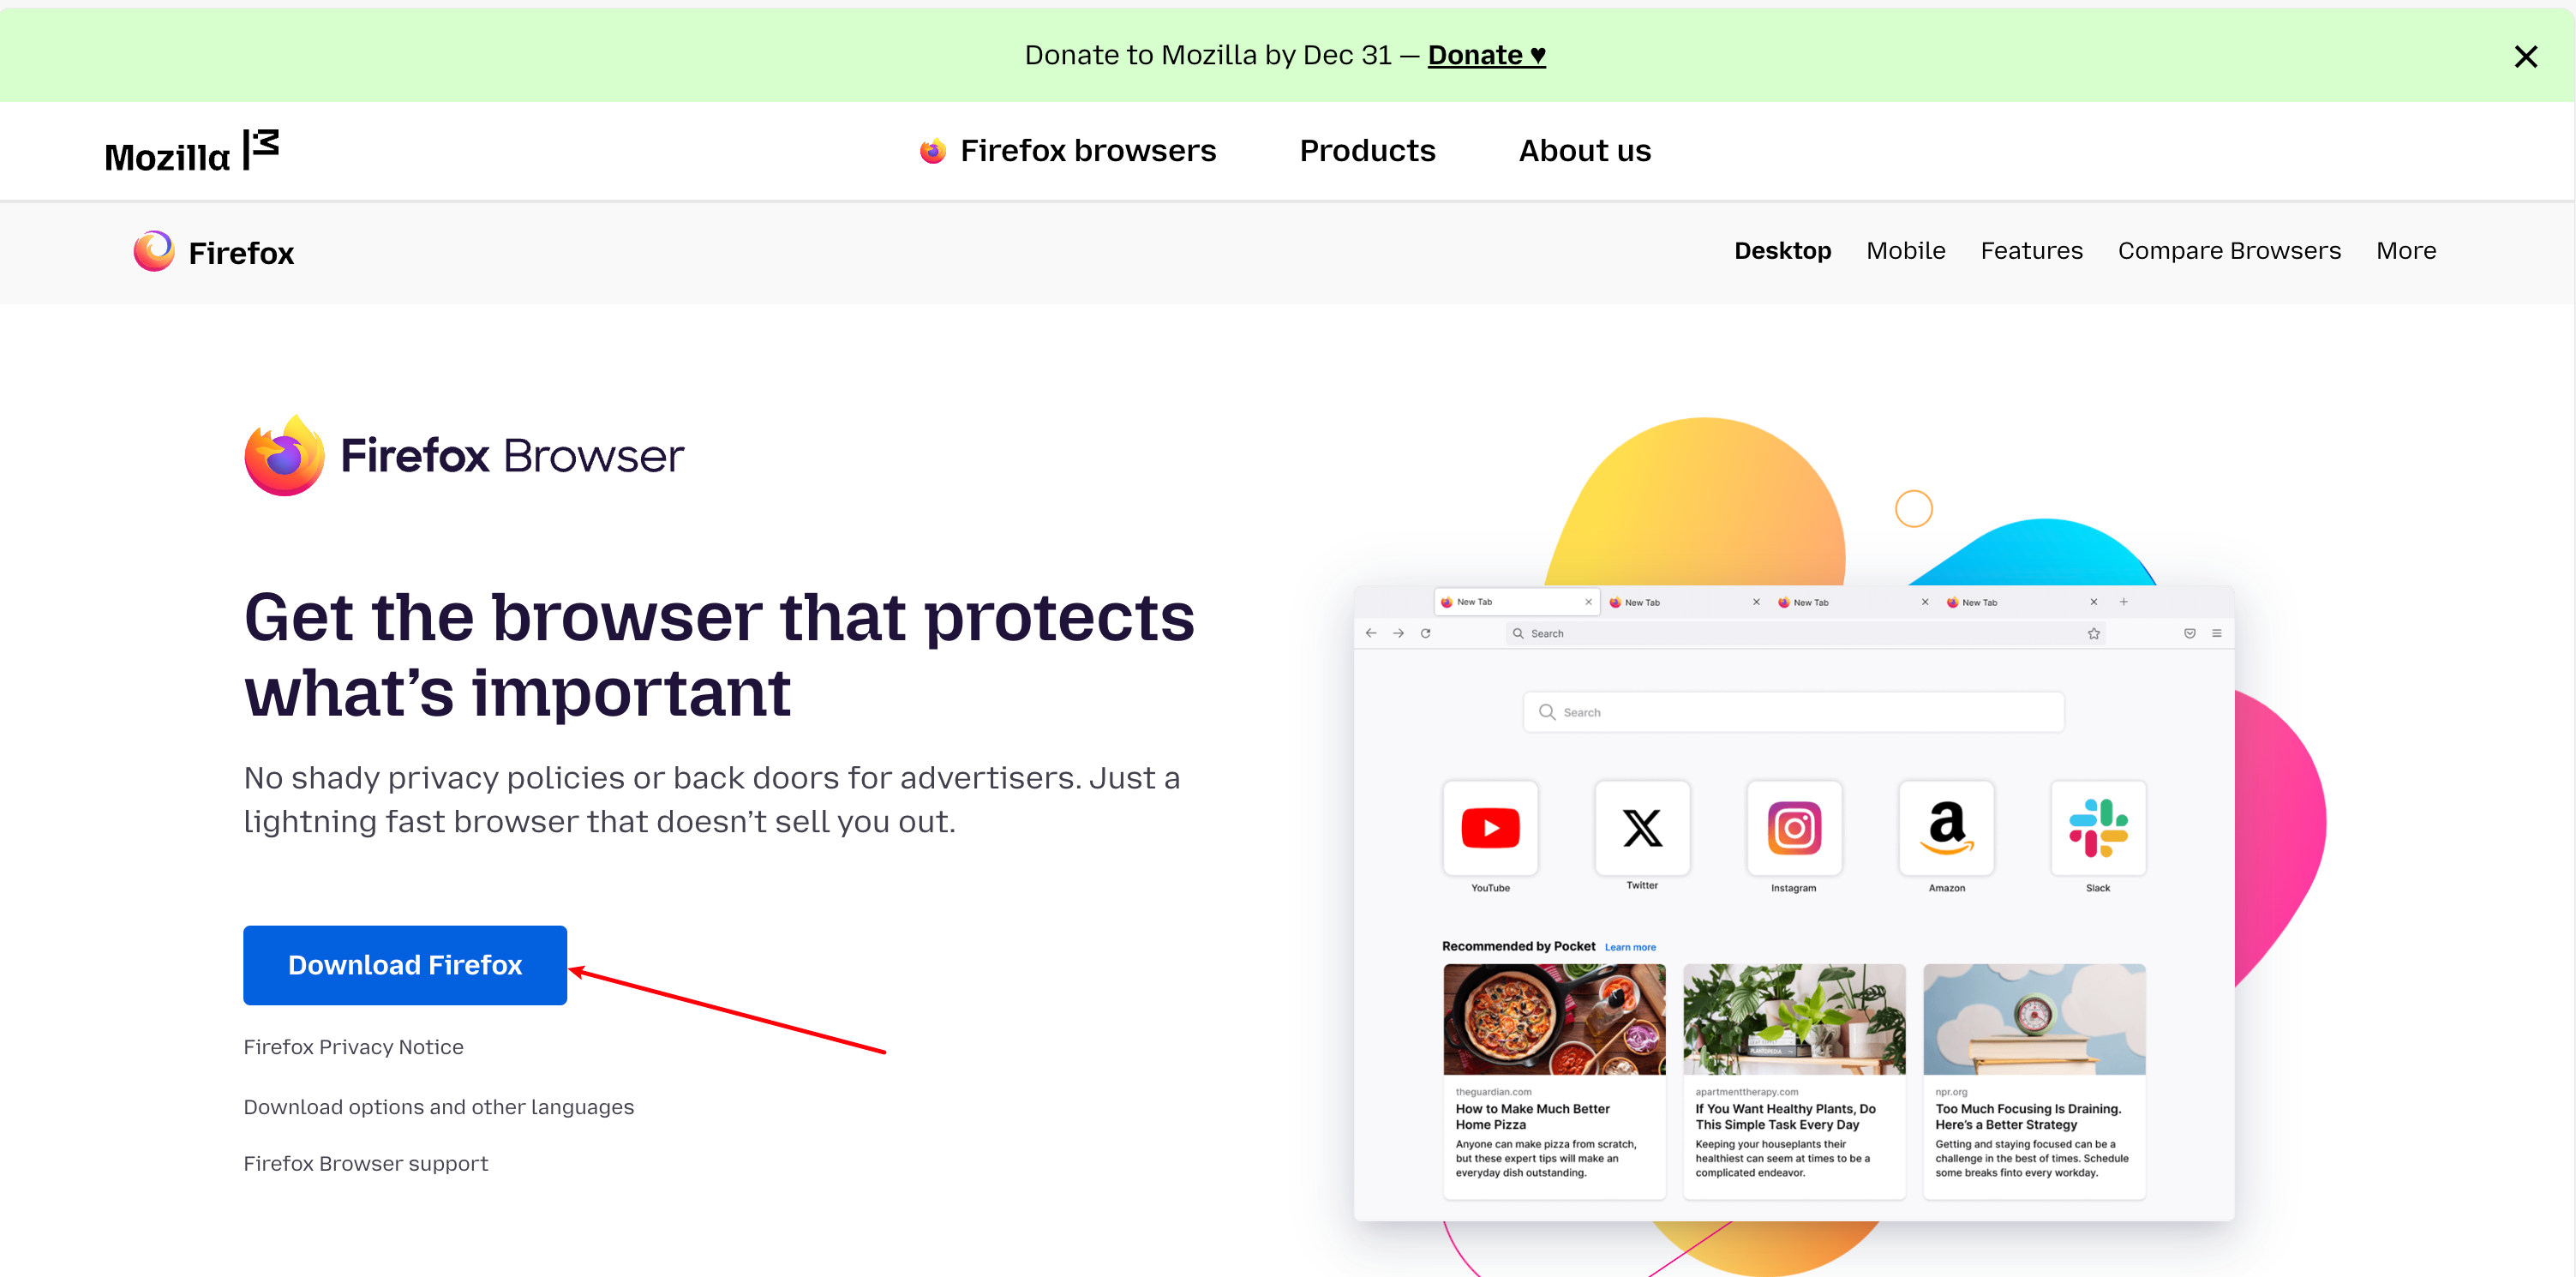 Donate to Mozilla by Dec 31 — Donate ♥
Mozilla
Firefox browsers
Products
About us
Firefox
Desktop
Mobile
Features
Compare Browsers
More
Firefox Browser
Get the browser that protects
what’s important
No shady privacy policies or back doors for advertisers. Just a
lightning fast browser that doesn’t sell you out.
Download Firefox
Firefox Privacy Notice
Download options and other languages
Firefox Browser support
New Tab
New Tab
New Tab
New Tab
Search
Search
YouTube
Twitter
Instagram
Amazon
Slack
Recommended by Pocket Learn more
theguardian.com
How to Make Much Better
Home Pizza
Anyone can make pizza from scratch,
but these expert tips will make an
everyday dish outstanding.
PLANTOPEDIA
apartmenttherapy.com
If You Want Healthy Plants, Do
This Simple Task Every Day
Keeping your houseplants their
healthiest can seem at times to be a
complicated endeavor.
npr.org
Too Much Focusing Is Draining.
Here’s a Better Strategy
Getting and staying focused can be a
challenge in the best of times. Schedule
some breaks finto every workday.